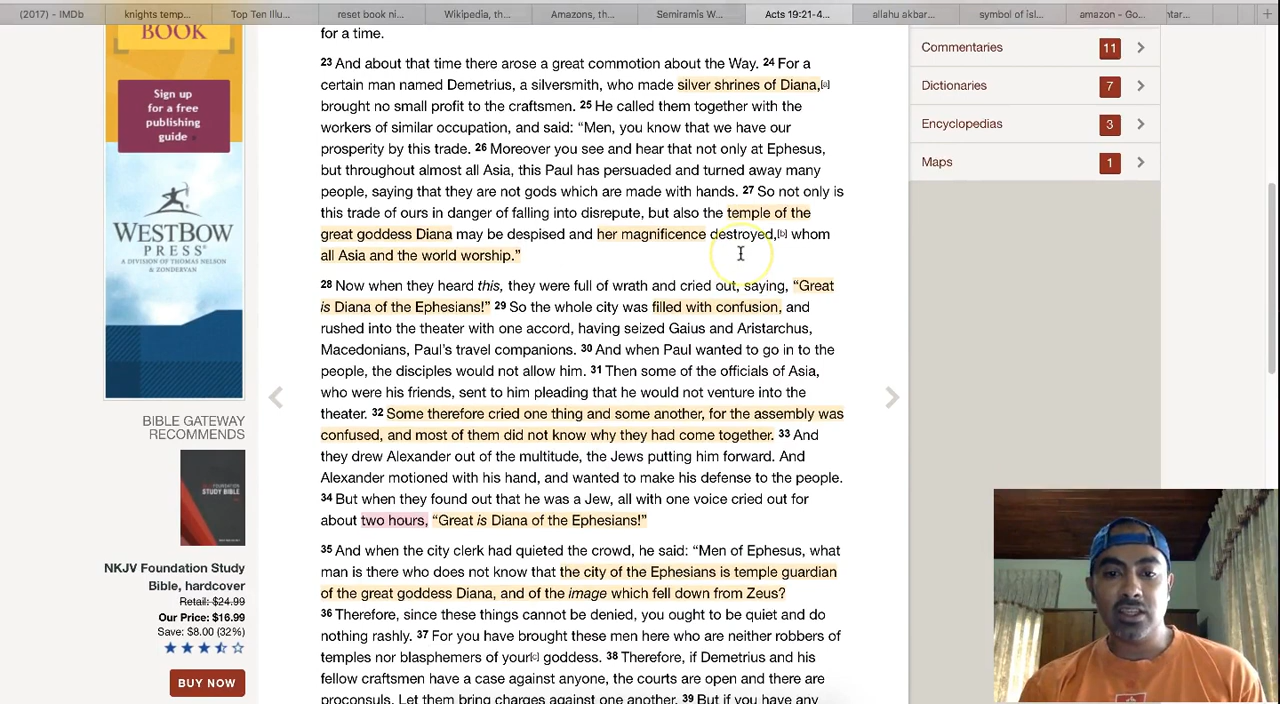 (2017) - IMDb
knights temp...
Top Ten Illu...
reset book ni...
Wikipedia, th...
Amazons, th...
Semiramis W...
Acts 19:21-4...
allahu akbar...
symbol of isl...
amazon - Go...
ntar...
BOOK
Sign up
for a free
publishing
guide
WESTBOW
PRESS®
A DIVISION OF THOMAS NELSON
& ZONDERVAN
BIBLE GATEWAY
RECOMMENDS
NKJV Foundation Study
Bible, hardcover
Retail: $24.99
Our Price: $16.99
Save: $8.00 (32%)
BUY NOW
for a time.
23 And about that time there arose a great commotion about the Way. 24 For a
certain man named Demetrius, a silversmith, who made silver shrines of Diana,[a]
brought no small profit to the craftsmen. 25 He called them together with the
workers of similar occupation, and said: “Men, you know that we have our
prosperity by this trade. 26 Moreover you see and hear that not only at Ephesus,
but throughout almost all Asia, this Paul has persuaded and turned away many
people, saying that they are not gods which are made with hands. 27 So not only is
this trade of ours in danger of falling into disrepute, but also the temple of the
great goddess Diana may be despised and her magnificence destroyed,[b] whom
all Asia and the world worship.”
28 Now when they heard this, they were full of wrath and cried out, saying, “Great
is Diana of the Ephesians!” 29 So the whole city was filled with confusion, and
rushed into the theater with one accord, having seized Gaius and Aristarchus,
Macedonians, Paul’s travel companions. 30 And when Paul wanted to go in to the
people, the disciples would not allow him. 31 Then some of the officials of Asia,
who were his friends, sent to him pleading that he would not venture into the
theater. 32 Some therefore cried one thing and some another, for the assembly was
confused, and most of them did not know why they had come together. 33 And
they drew Alexander out of the multitude, the Jews putting him forward. And
Alexander motioned with his hand, and wanted to make his defense to the people.
34 But when they found out that he was a Jew, all with one voice cried out for
about two hours, “Great is Diana of the Ephesians!”
35 And when the city clerk had quieted the crowd, he said: “Men of Ephesus, what
man is there who does not know that the city of the Ephesians is temple guardian
of the great goddess Diana, and of the image which fell down from Zeus?
36 Therefore, since these things cannot be denied, you ought to be quiet and do
nothing rashly. 37 For you have brought these men here who are neither robbers of
temples nor blasphemers of your[c] goddess. 38 Therefore, if Demetrius and his
fellow craftsmen have a case against anyone, the courts are open and there are
proconsuls. Let them bring charges against one another. 39 But if you have any
Commentaries 11
Dictionaries 7
Encyclopedias 3
Maps 1